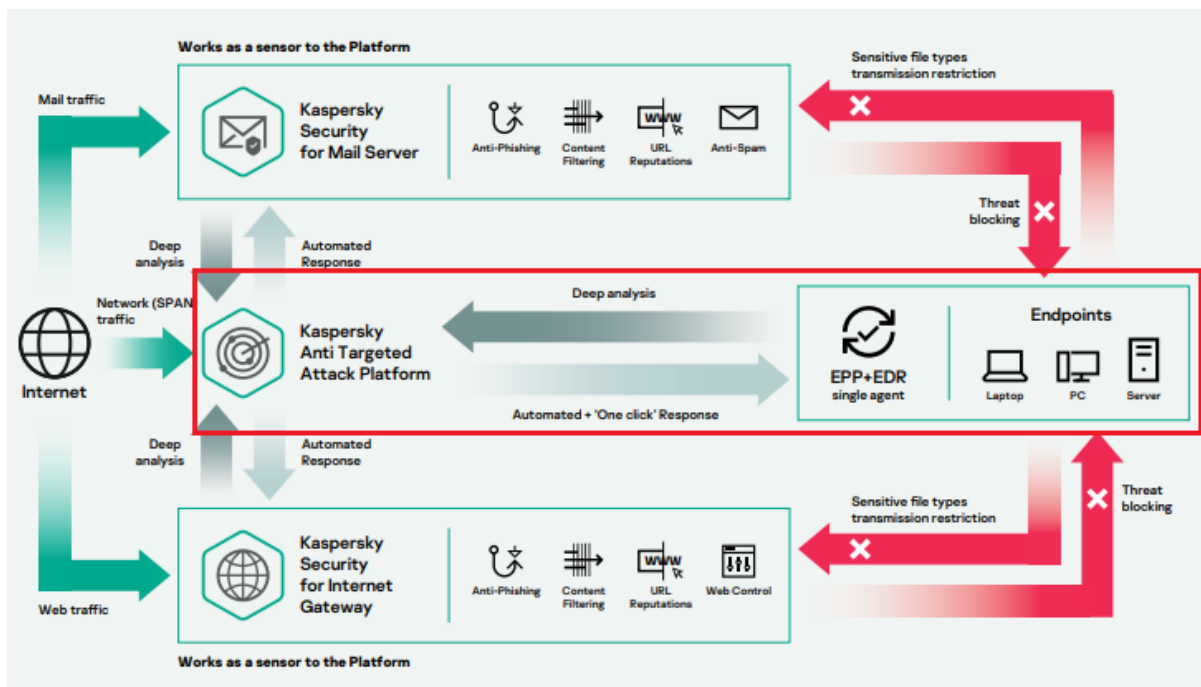 Works as a sensor to the Platform
Mail traffic
Kaspersky
Security
for Mail Server
Anti-Phishing
Content
Filtering
www
URL
Reputations
Anti-Spam
Sensitive file types
transmission restriction
Threat
blocking
Deep
analysis
Automated
Response
Internet
Network (SPAN
traffic
Kaspersky
Anti Targeted
Attack Platform
Deep analysis
Automated + 'One click' Response
EPP+EDR
single agent
Endpoints
Laptop
PC
Server
Deep
analysis
Automated
Response
Web traffic
Kaspersky
Security
for Internet
Gateway
Anti-Phishing
Content
Filtering
www
URL
Reputations
Web Control
Sensitive file types
transmission restriction
Threat
blocking
Works as a sensor to the Platform